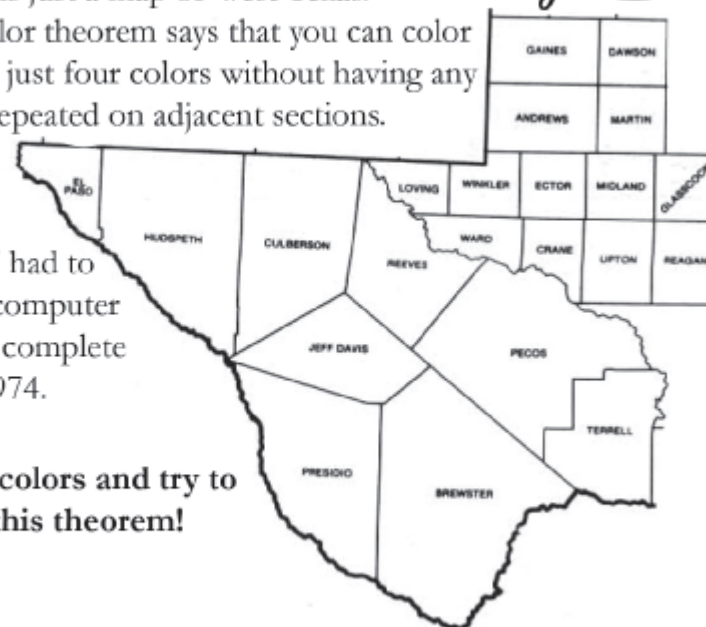 lor theorem says that you can color
just four colors without having any
epeated on adjacent sections.
GAINES DAWSON
ANDREWS MARTIN
EL PASO
HUDSPETH
CULBERSON
REEVES
LOVING WINKLER ECTOR MIDLAND GLASSCOCK
WARD CRANE UPTON REAGAN
JEFF DAVIS
PECOS
TERRELL
PRESIDIO
BREWSTER
had to
computer
complete
974.
colors and try to
this theorem!